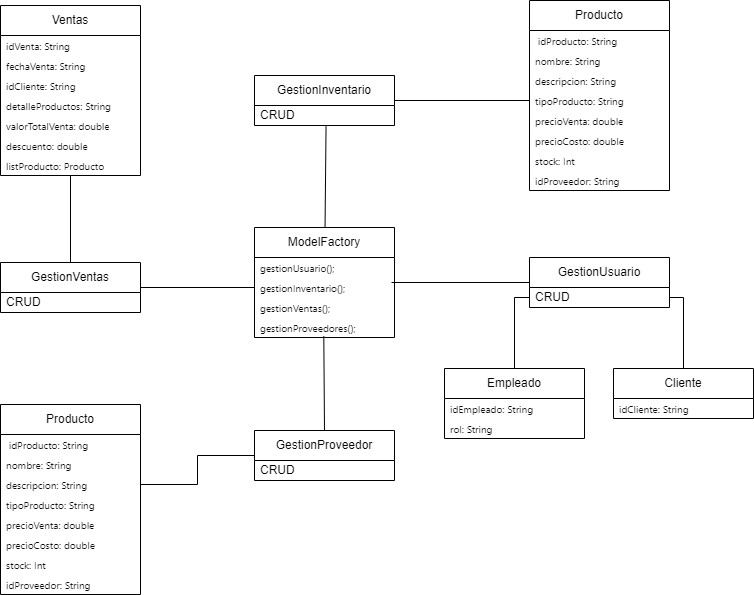 Ventas
idVenta: String
fechaVenta: String
idCliente: String
detalleProductos: String
valorTotalVenta: double
descuento: double
listProducto: Producto
GestionInventario
CRUD
Producto
idProducto: String
nombre: String
descripcion: String
tipoProducto: String
precioVenta: double
precioCosto: double
stock: Int
idProveedor: String
GestionVentas
CRUD
ModelFactory
gestionUsuario();
gestionInventario();
gestionVentas();
gestionProveedores();
GestionUsuario
CRUD
Empleado
idEmpleado: String
rol: String
Cliente
idCliente: String
Producto
idProducto: String
nombre: String
descripcion: String
tipoProducto: String
precioVenta: double
precioCosto: double
stock: Int
idProveedor: String
GestionProveedor
CRUD